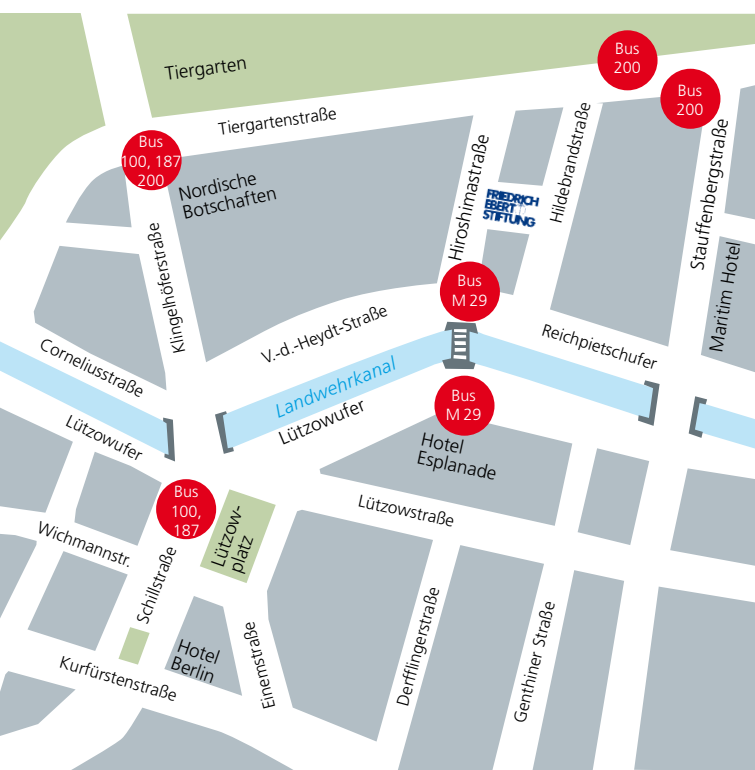 Tiergarten
Bus
200
Bus
200
Tiergartenstraße
Bus
100, 187
200
Nordische
Botschaften
Hiroshimastraße
Hildebrandstraße
Stauffenbergstraße
FRIEDRICH
EBERT
STIFTUNG
Klingelhöferstraße
Maritim Hotel
Bus
M 29
V.-d.-Heydt-Straße
Reichpietschufer
Corneliusstraße
Landwehrkanal
Lützowufer
Lützowufer
Bus
M 29
Hotel
Esplanade
Bus
100,
187
Lützow-
platz
Lützowstraße
Wichmannstr.
Schillstraße
Hotel
Berlin
Einenstraße
Derfflingerstraße
Genthiner Straße
Kurfürstenstraße